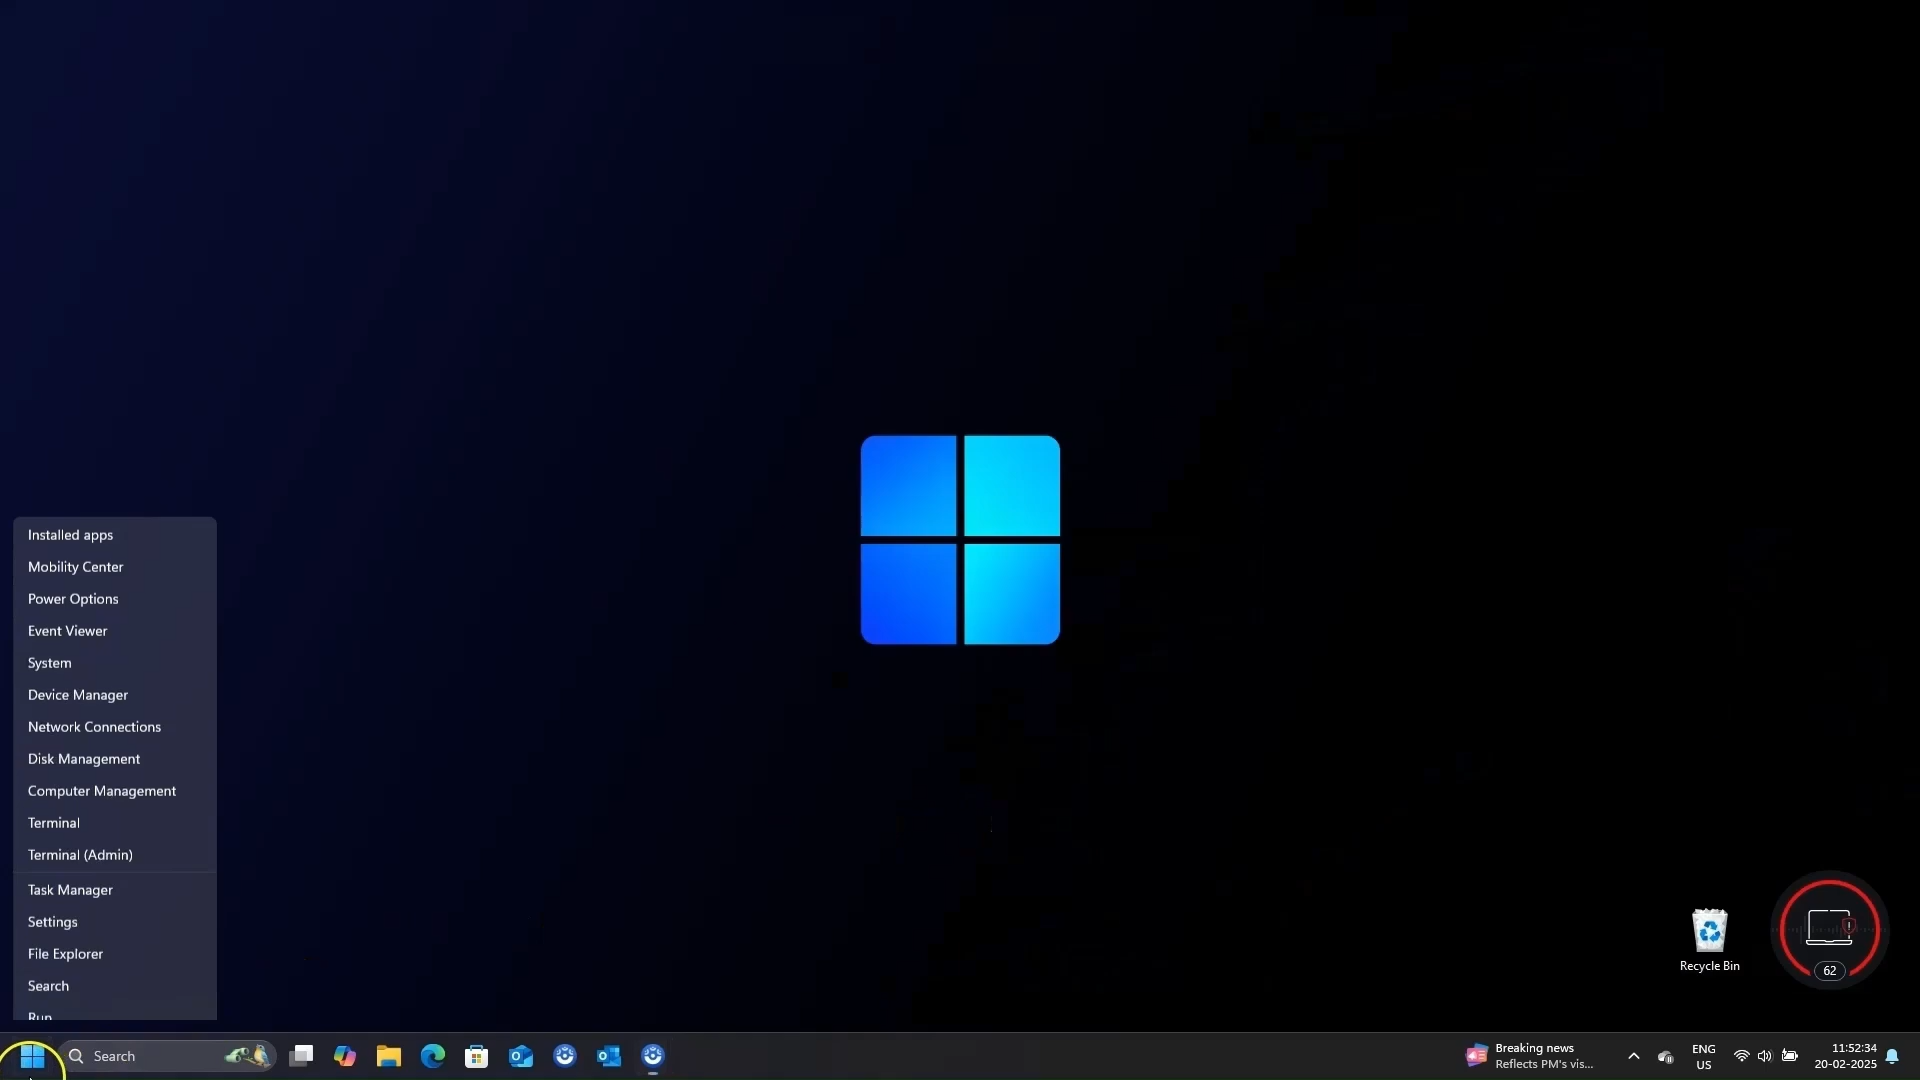 Installed apps
Mobility Center
Power Options
Event Viewer
System
Device Manager
Network Connections
Disk Management
Computer Management
Terminal
Terminal (Admin)
Task Manager
Settings
File Explorer
Search
Run
Recycle Bin
62
Search
Breaking news
Reflects PM's vis...
ENG
US
11:52:34
20-02-2025